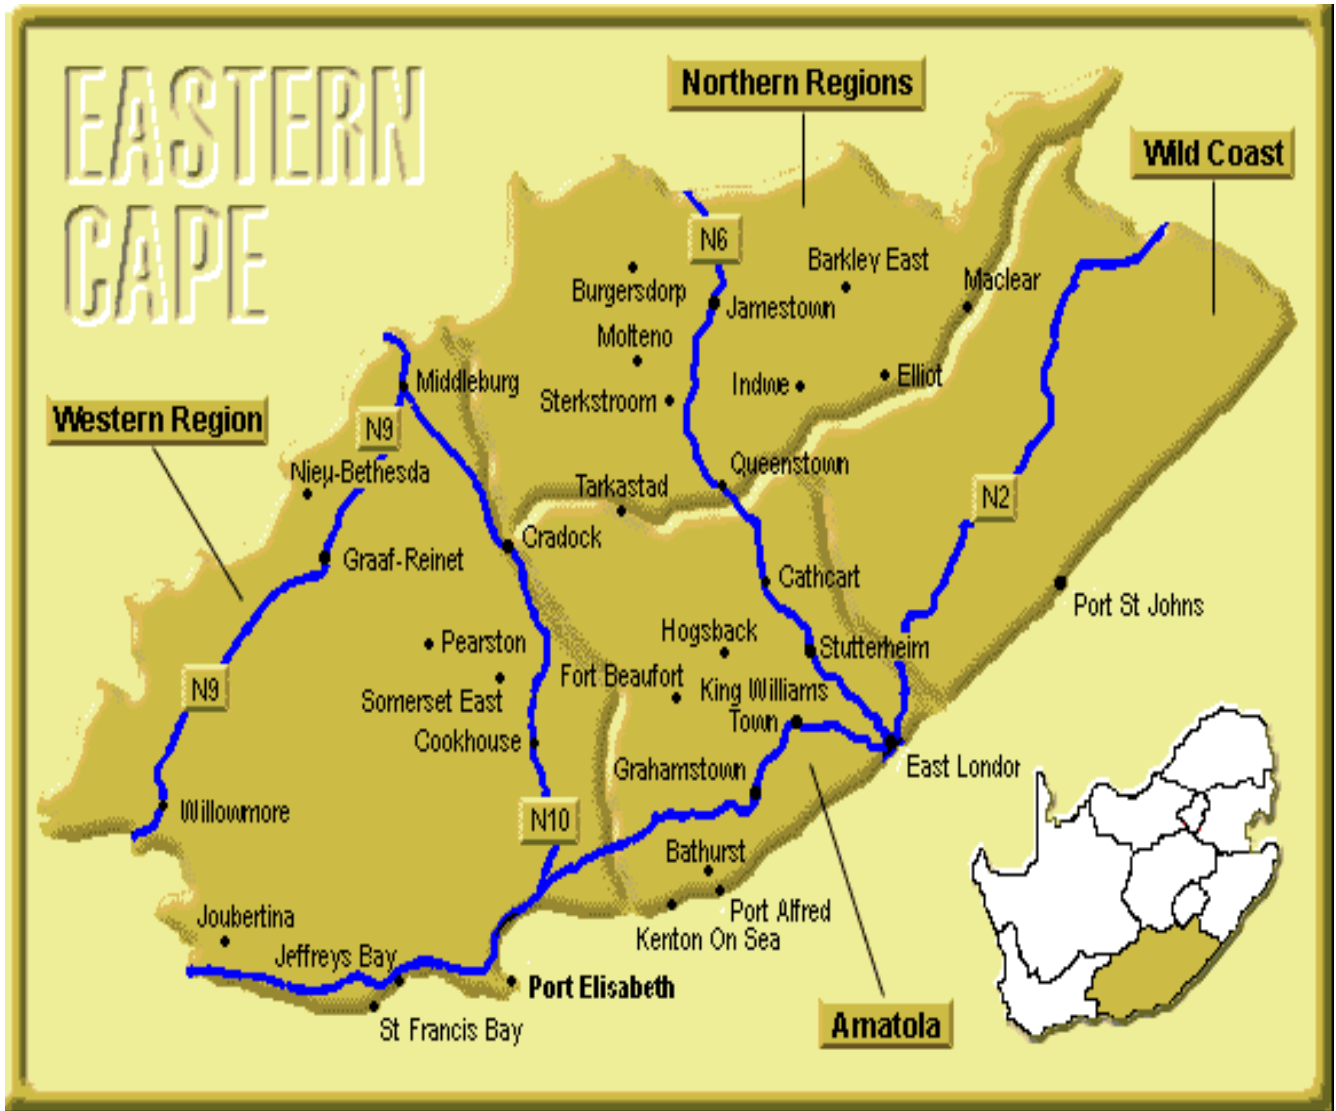 EASTERN
CAPE
Northern Regions
Wild Coast
N6
Barkley East
Burgersdorp
Maclear
Jamestown
Molteno
Middleburg
Indwe
Elliot
Sterkstroom
Western Region
N9
Nieu-Bethesda
Queenstown
Tarkastad
N2
Cradock
Graaf-Reinet
Cathcart
Port St Johns
Hogsback
Pearston
Stutterheim
Fort Beaufort
King Williams
Town
N9
Somerset East
Cookhouse
Grahamstown
East Londor
Willowmore
N10
Bathurst
Port Alfred
Joubertina
Kenton On Sea
Jeffreys Bay
Port Elisabeth
St Francis Bay
Amatola